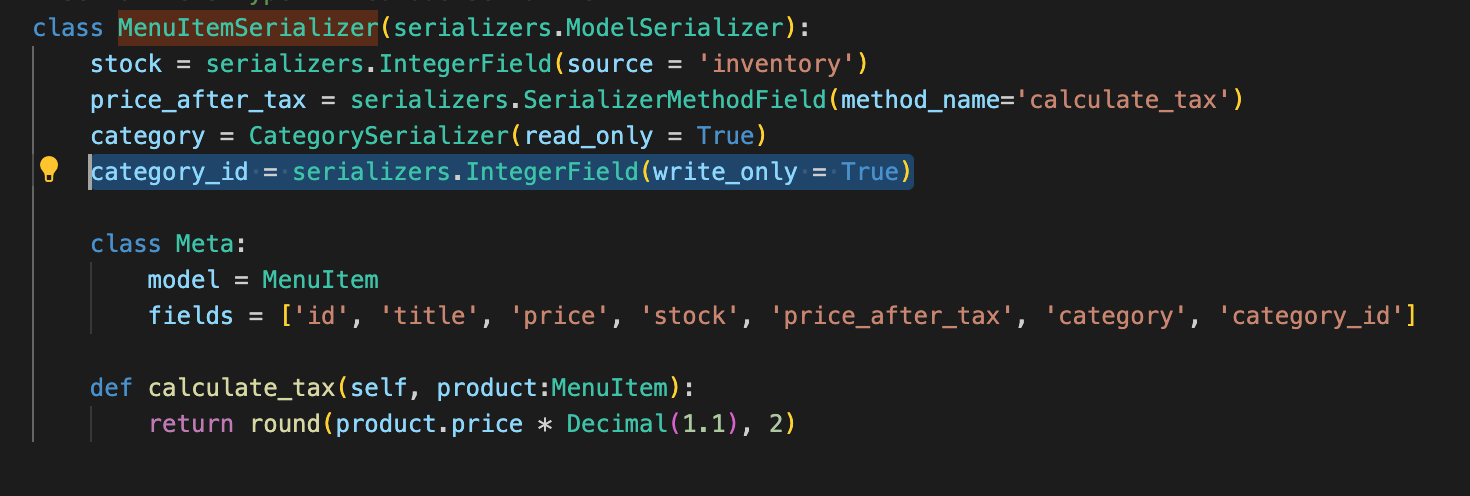 class MenuItemSerializer(serializers.ModelSerializer):
    stock = serializers.IntegerField(source = 'inventory')
    price_after_tax = serializers.SerializerMethodField(method_name='calculate_tax')
    category = CategorySerializer(read_only = True)
    category_id = serializers.IntegerField(write_only = True)
    class Meta:
        model = MenuItem
        fields = ['id', 'title', 'price', 'stock', 'price_after_tax', 'category', 'category_id']
    def calculate_tax(self, product:MenuItem):
        return round(product.price * Decimal(1.1), 2)